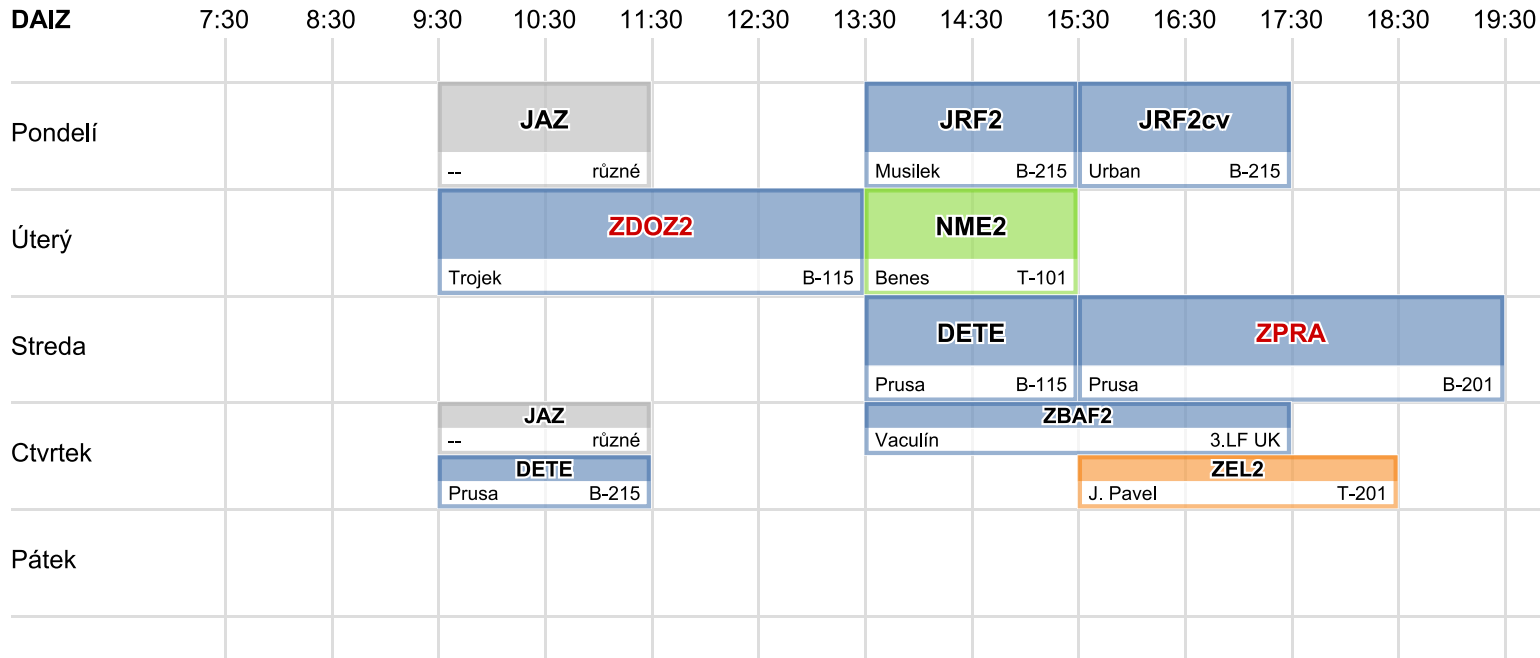 DAIZ 7:30 8:30 9:30 10:30 11:30 12:30 13:30 14:30 15:30 16:30 17:30 18:30 19:30
Pondelí
JAZ
-- různé
JRF2
Musilek B-215
JRF2cv
Urban B-215
Úterý
ZDOZ2
Trojek B-115
NME2
Benes T-101
Streda
DETE
Prusa B-115
ZPRA
Prusa B-201
Ctvrtek
JAZ
-- různé
DETE
Prusa B-215
ZBAF2
Vaculín 3.LF UK
ZEL2
J. Pavel T-201
Pátek